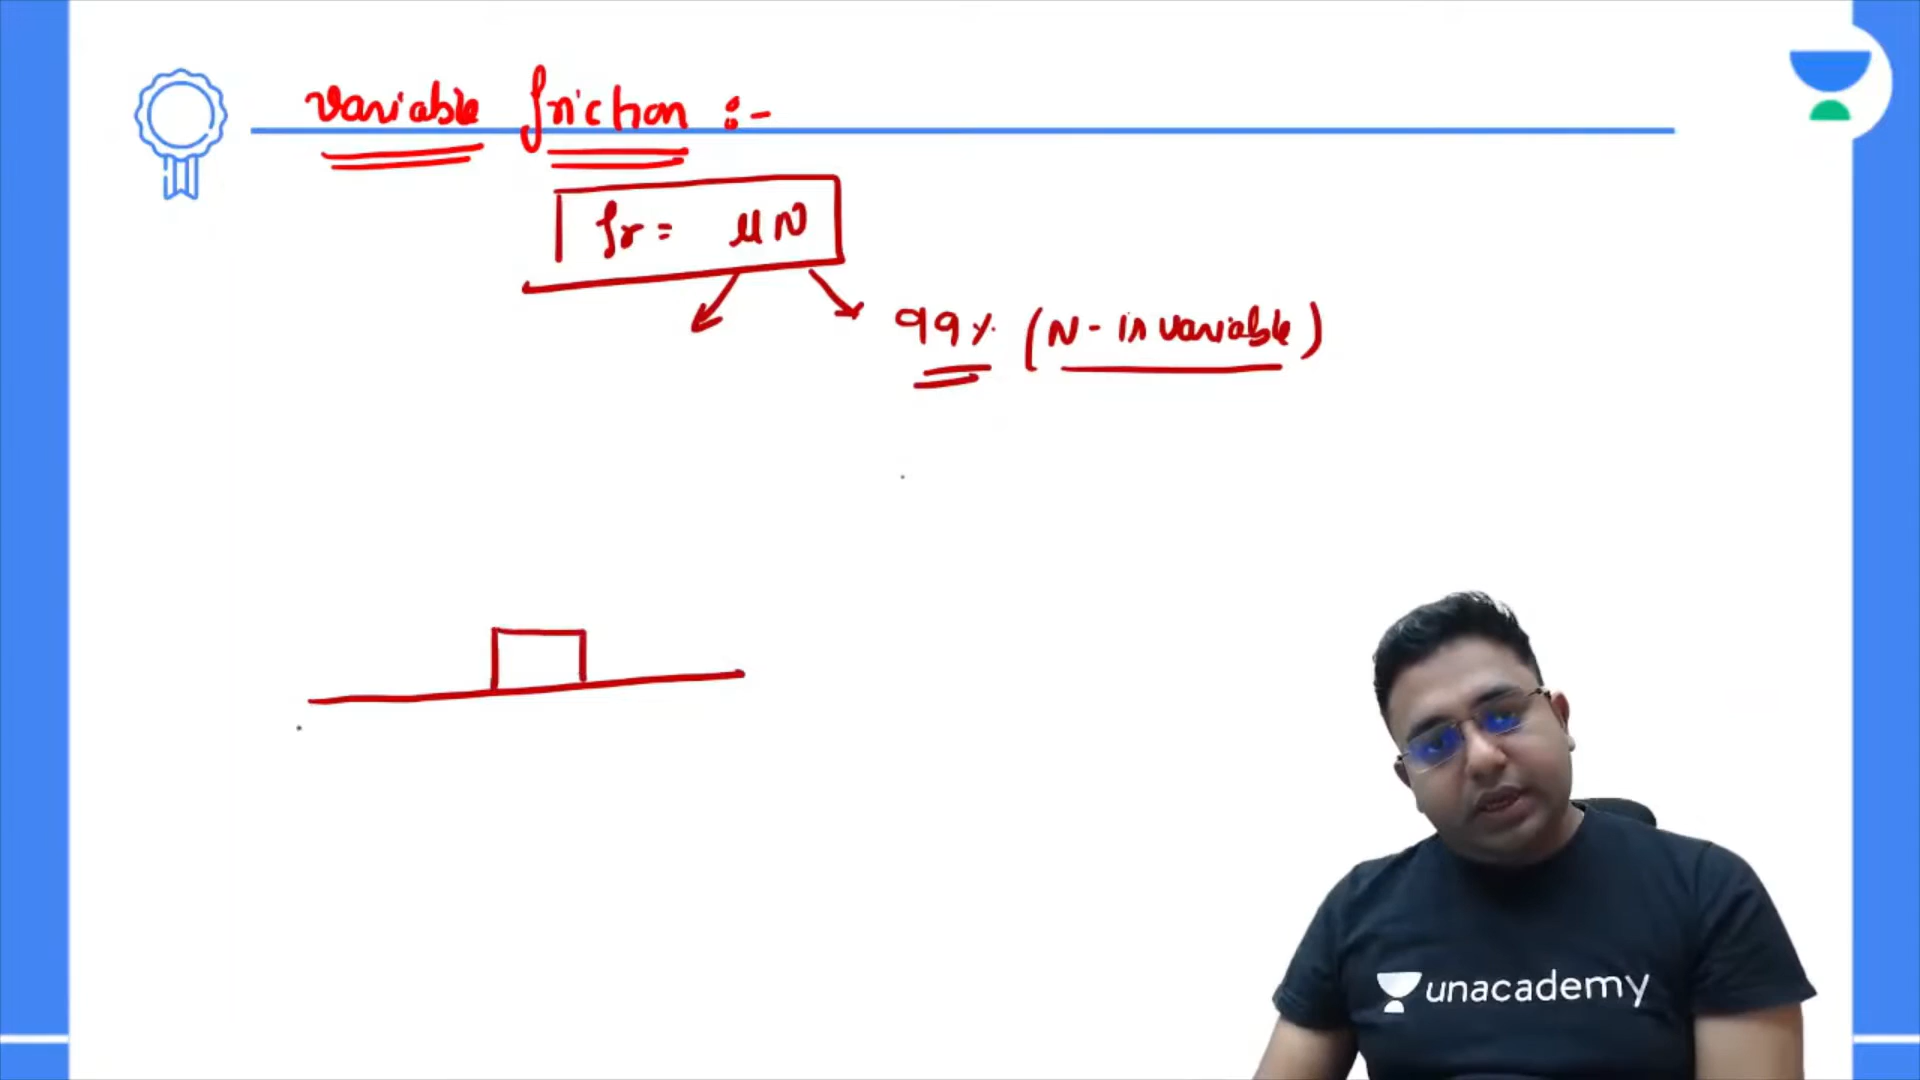 variable friction :-
fr = μN
99% (N - invariable)
unacademy